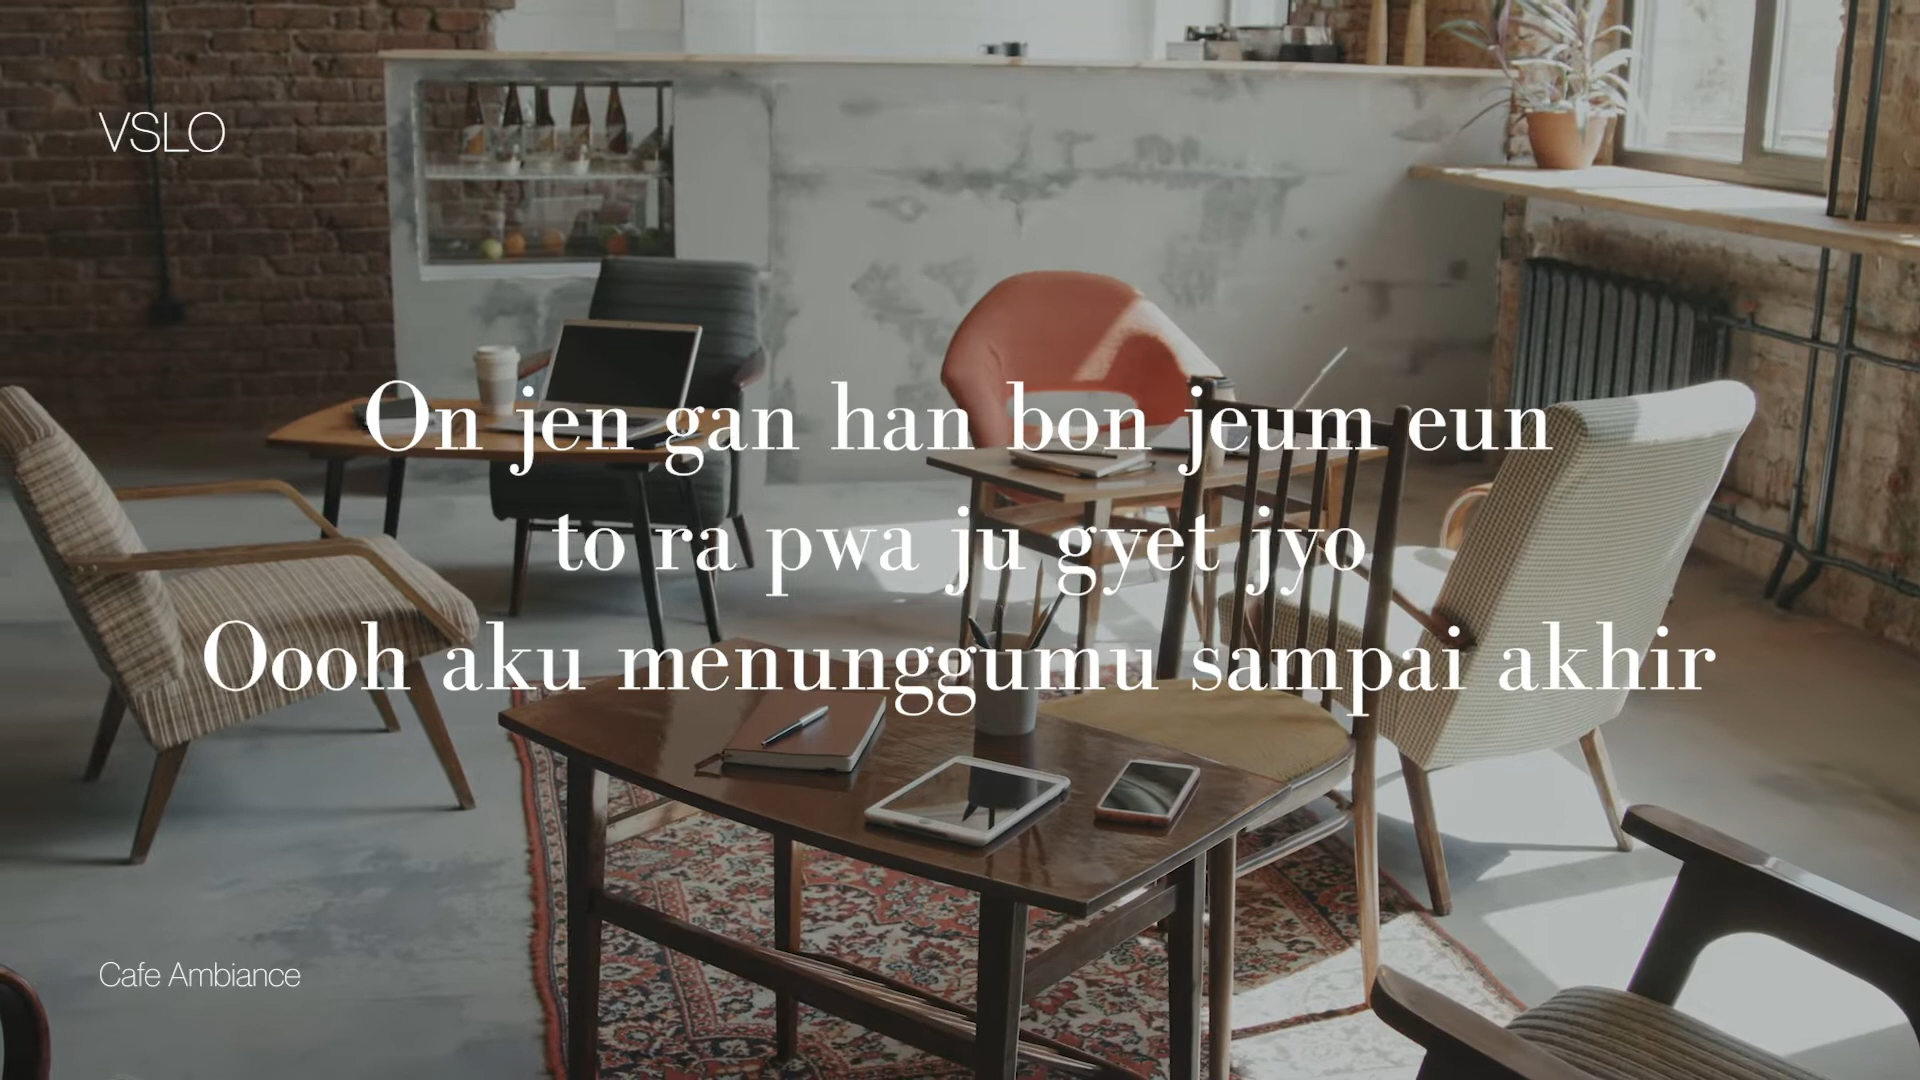 VSLO
On jen gan han bon jeum eun
to ra pwa ju gyet jyo
Oooh aku menunggumu sampai akhir
Cafe Ambiance